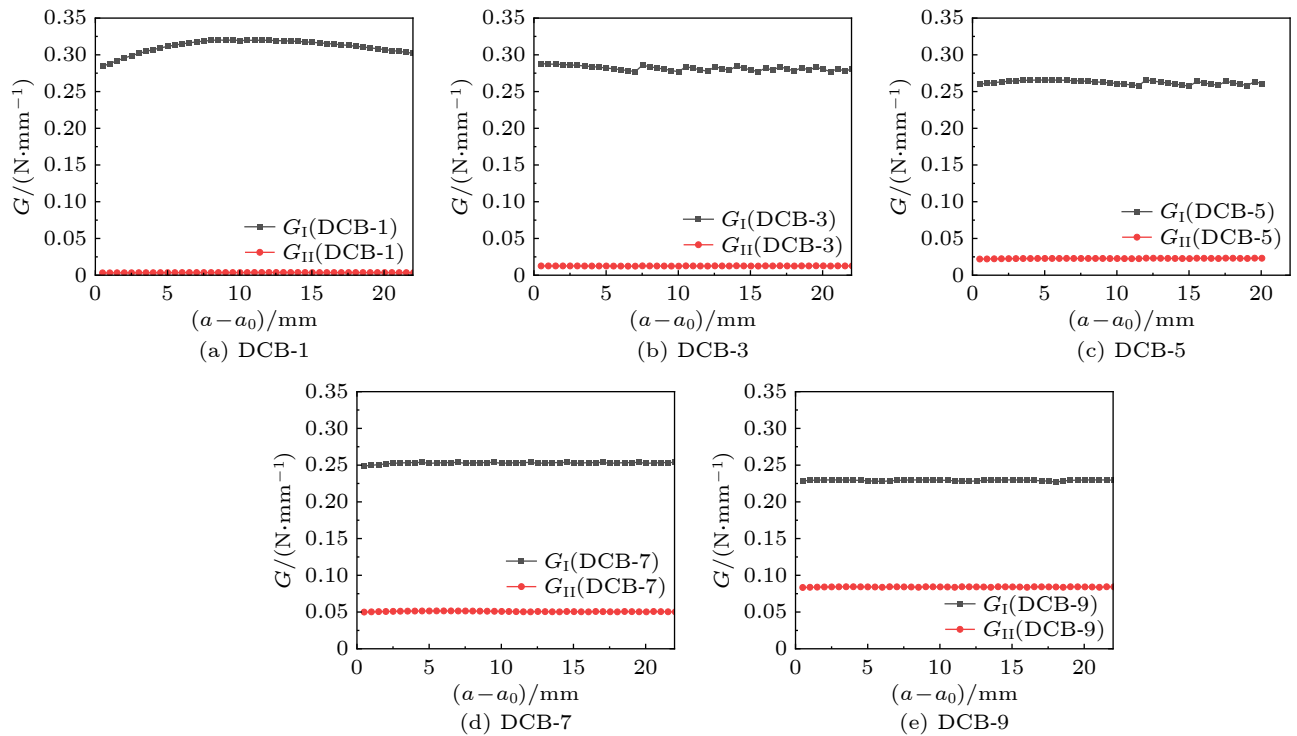 0.35
0.30
0.25
0.20
0.15
0.10
0.05
0
G/(N·mm⁻¹)
G_I(DCB-1)
G_II(DCB-1)
0 5 10 15 20
(a−a₀)/mm
(a) DCB-1
0.35
0.30
0.25
0.20
0.15
0.10
0.05
0
G/(N·mm⁻¹)
G_I(DCB-3)
G_II(DCB-3)
0 5 10 15 20
(a−a₀)/mm
(b) DCB-3
0.35
0.30
0.25
0.20
0.15
0.10
0.05
0
G/(N·mm⁻¹)
G_I(DCB-5)
G_II(DCB-5)
0 5 10 15 20
(a−a₀)/mm
(c) DCB-5
0.35
0.30
0.25
0.20
0.15
0.10
0.05
0
G/(N·mm⁻¹)
G_I(DCB-7)
G_II(DCB-7)
0 5 10 15 20
(a−a₀)/mm
(d) DCB-7
0.35
0.30
0.25
0.20
0.15
0.10
0.05
0
G/(N·mm⁻¹)
G_I(DCB-9)
G_II(DCB-9)
0 5 10 15 20
(a−a₀)/mm
(e) DCB-9